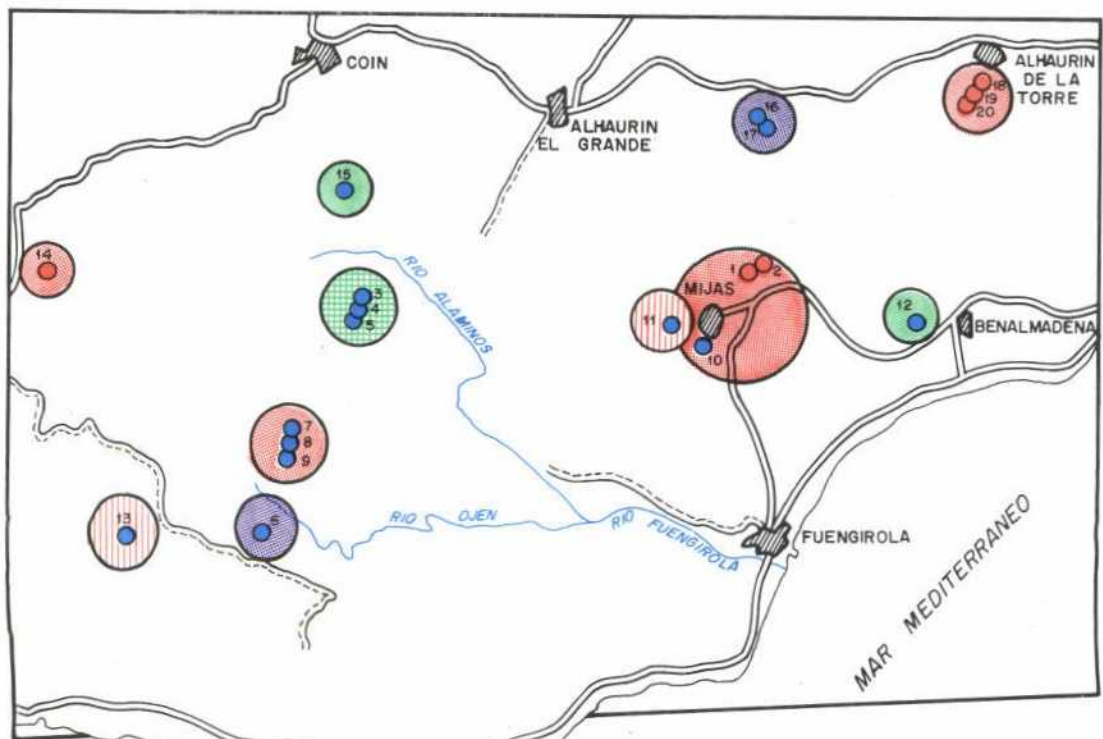 COIN
ALHAURIN
EL GRANDE
ALHAURIN
DE LA
TORRE
18
19
20
16
17
15
14
RIO ALAMINOS
3
4
5
1
2
MIJAS
11
10
12
BENALMADENA
7
8
9
13
6
RIO OJEN
RIO FUENGIROLA
FUENGIROLA
MAR MEDITERRANEO